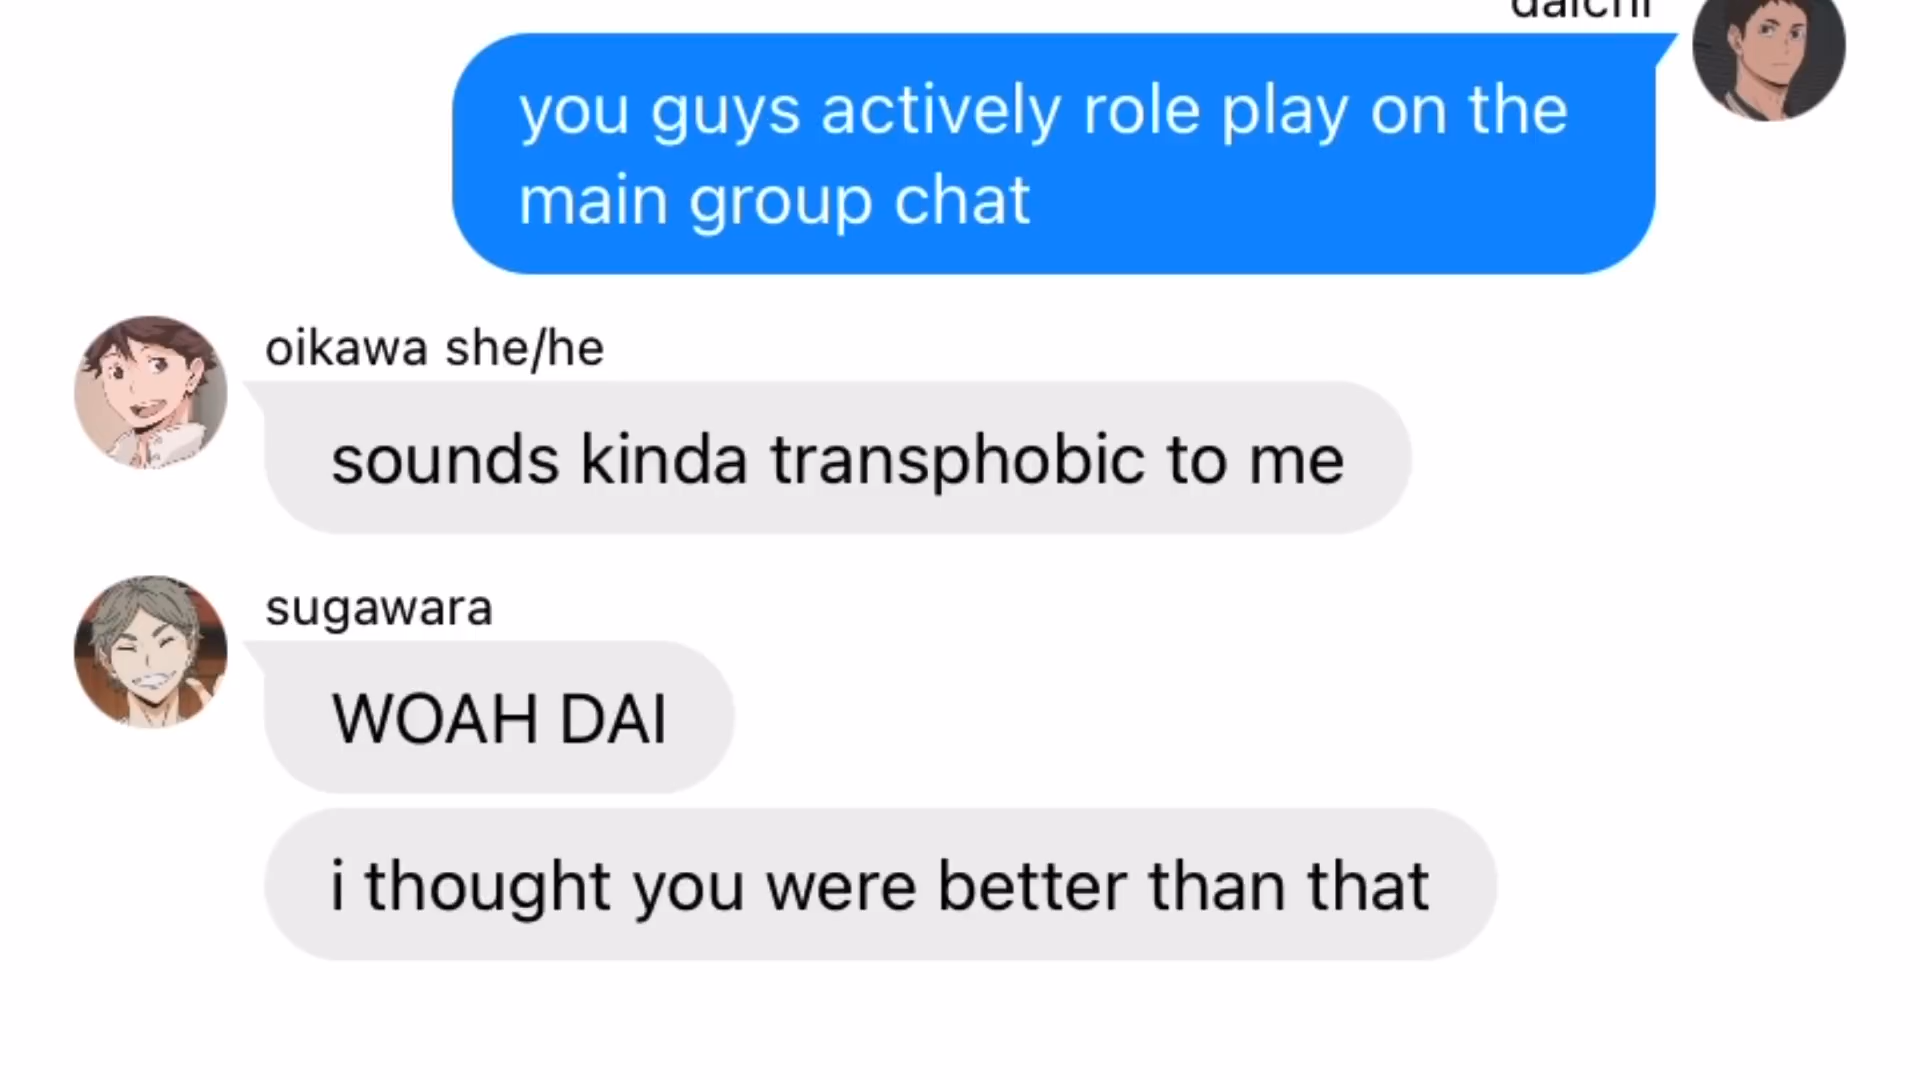 daichi
you guys actively role play on the
main group chat
oikawa she/he
sounds kinda transphobic to me
sugawara
WOAH DAI
i thought you were better than that